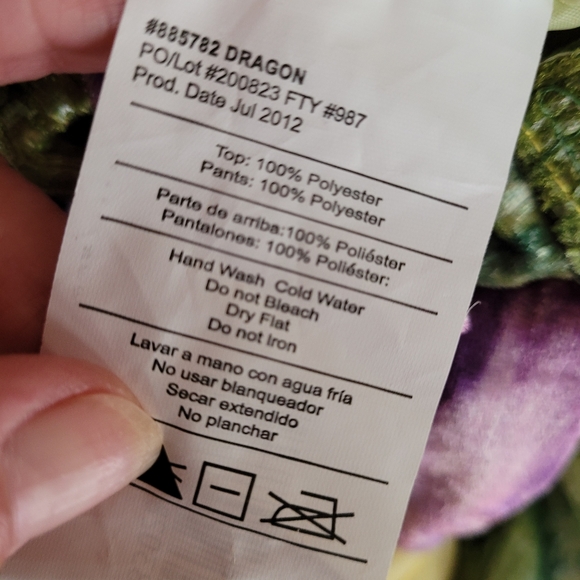 #885782 DRAGON
PO/Lot #200823 FTY #987
Prod. Date Jul 2012
Top: 100% Polyester
Pants: 100% Polyester
Parte de arriba:100% Poliéster
Pantalones: 100% Poliéster:
Hand Wash Cold Water
Do not Bleach
Dry Flat
Do not Iron
Lavar a mano con agua fría
No usar blanqueador
Secar extendido
No planchar